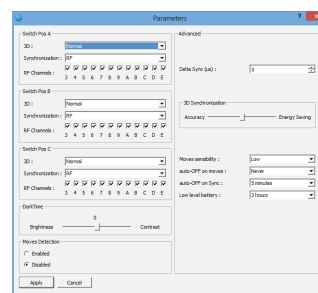 Parameters
Switch Pos A
3D : Normal
Synchronization : RF
RF Channels :
3 4 6 7 8 9 A B C D E
Switch Pos B
3D : Normal
Synchronization : RF
RF Channels :
3 4 6 7 8 9 A B C D E
Switch Pos C
3D : Normal
Synchronization : RF
RF Channels :
3 4 6 7 8 9 A B C D E
DarkTime
0
Brightness Contrast
Moves Detection
Enabled
Disabled
Apply Cancel
Advanced
Delta Sync (us) : 0
3D Synchronization
Accuracy Energy Saving
Moves sensibility : Low
auto-OFF on moves : Never
auto-OFF on Sync : 5 minutes
Low level battery : 3 hours